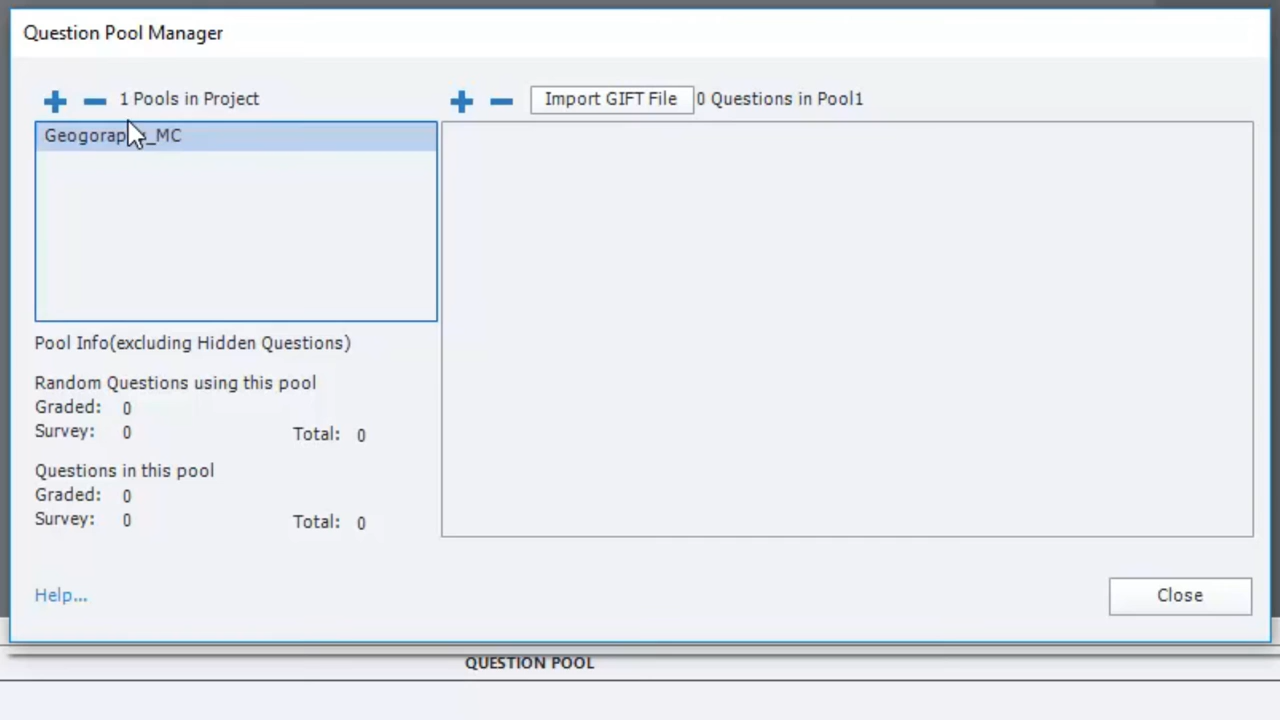 Question Pool Manager
1 Pools in Project
Import GIFT File
0 Questions in Pool1
Pool Info(excluding Hidden Questions)
Random Questions using this pool
Graded: 0
Survey: 0
Total: 0
Questions in this pool
Graded: 0
Survey: 0
Total: 0
Help...
Close
QUESTION POOL